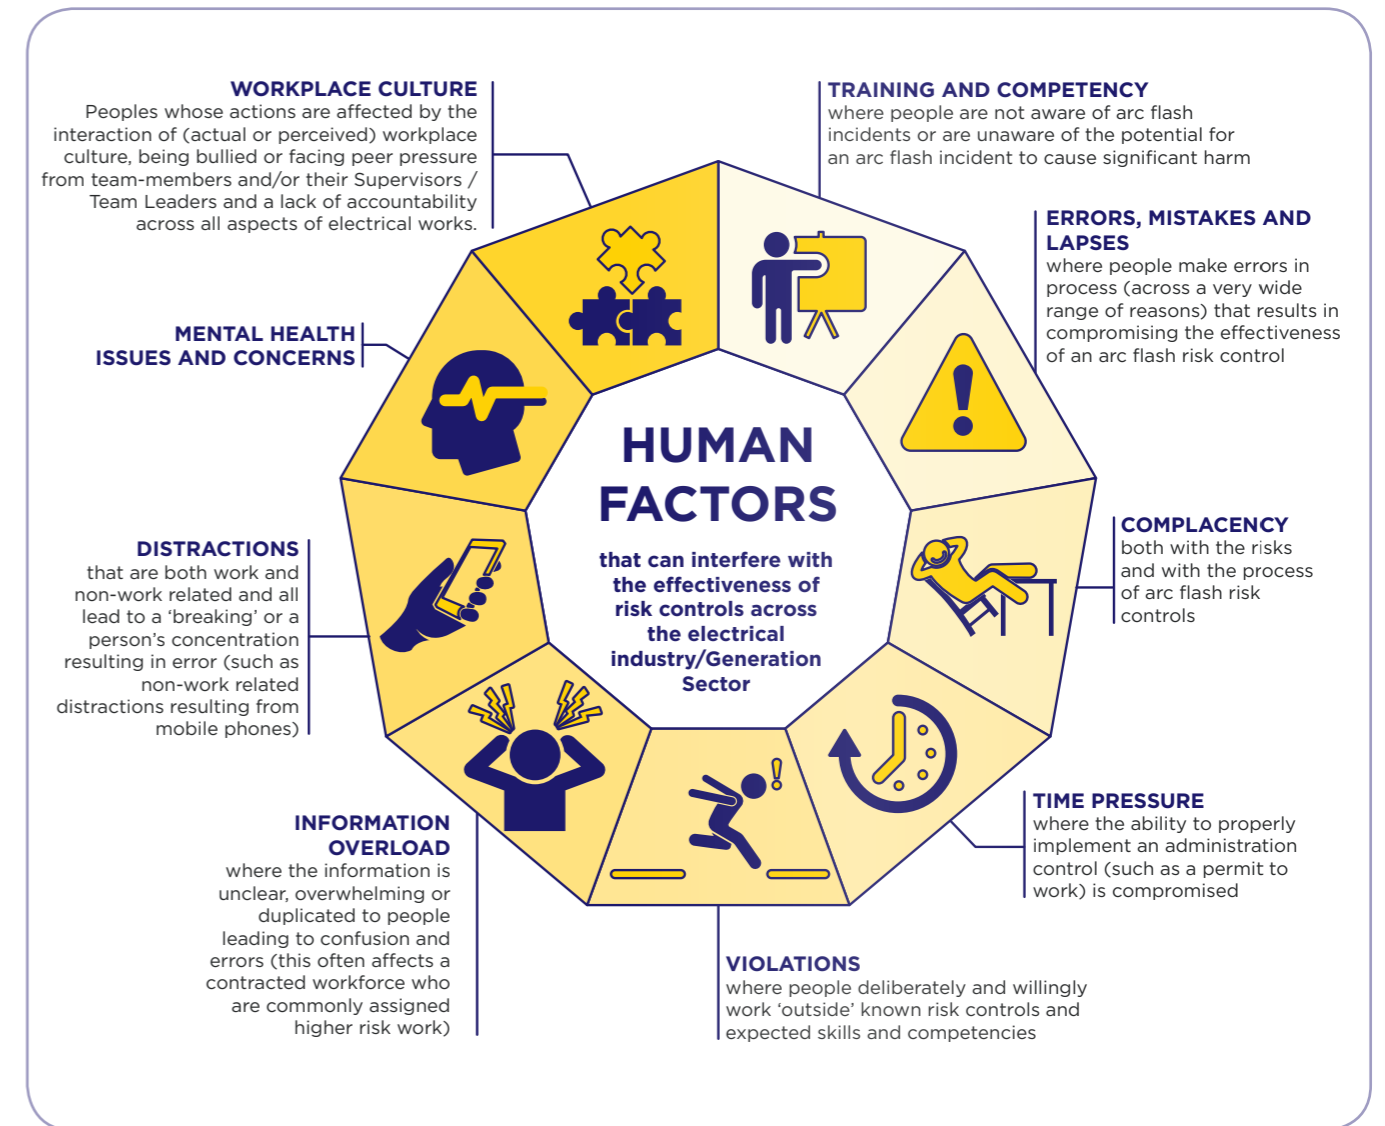 WORKPLACE CULTURE
Peoples whose actions are affected by the
interaction of (actual or perceived) workplace
culture, being bullied or facing peer pressure
from team-members and/or their Supervisors /
Team Leaders and a lack of accountability
across all aspects of electrical works.
TRAINING AND COMPETENCY
where people are not aware of arc flash
incidents or are unaware of the potential for
an arc flash incident to cause significant harm
ERRORS, MISTAKES AND
LAPSES
where people make errors in
process (across a very wide
range of reasons) that results in
compromising the effectiveness
of an arc flash risk control
MENTAL HEALTH
ISSUES AND CONCERNS
HUMAN
FACTORS
that can interfere with
the effectiveness of
risk controls across
the electrical
industry/Generation
Sector
COMPLACENCY
both with the risks
and with the process
of arc flash risk
controls
DISTRACTIONS
that are both work and
non-work related and all
lead to a ‘breaking’ or a
person’s concentration
resulting in error (such as
non-work related
distractions resulting from
mobile phones)
TIME PRESSURE
where the ability to properly
implement an administration
control (such as a permit to
work) is compromised
INFORMATION
OVERLOAD
where the information is
unclear, overwhelming or
duplicated to people
leading to confusion and
errors (this often affects a
contracted workforce who
are commonly assigned
higher risk work)
VIOLATIONS
where people deliberately and willingly
work ‘outside’ known risk controls and
expected skills and competencies